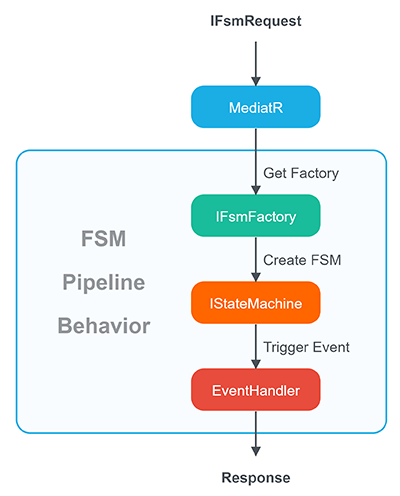 IFsmRequest
MediatR
Get Factory
IFsmFactory
FSM
Pipeline
Behavior
Create FSM
IStateMachine
Trigger Event
EventHandler
Response